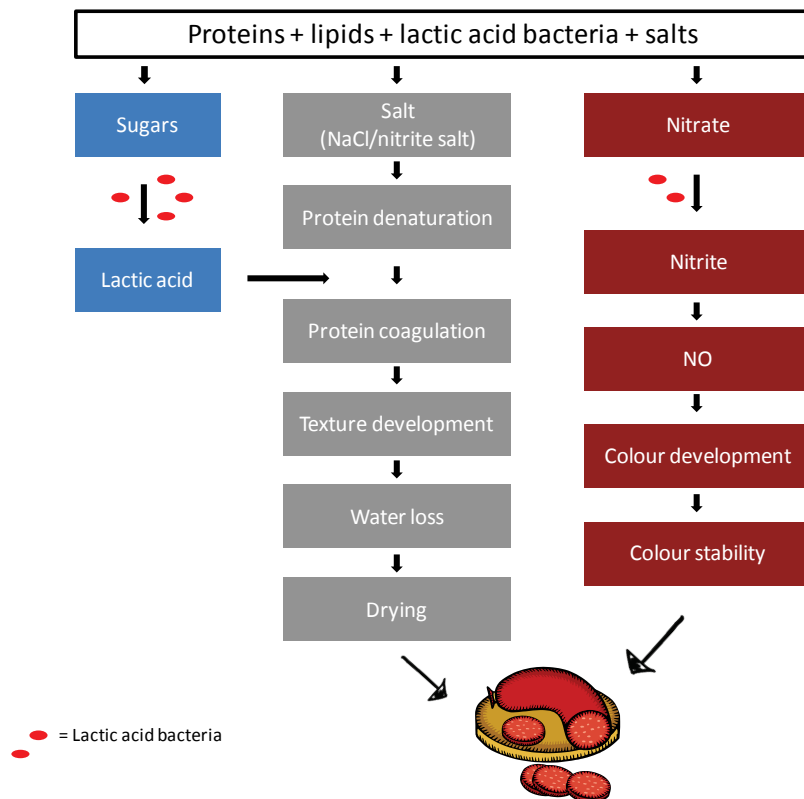 Proteins + lipids + lactic acid bacteria + salts
Sugars
Salt
(NaCl/nitrite salt)
Nitrate
Protein denaturation
Lactic acid
Nitrite
Protein coagulation
NO
Texture development
Colour development
Water loss
Colour stability
Drying
= Lactic acid bacteria